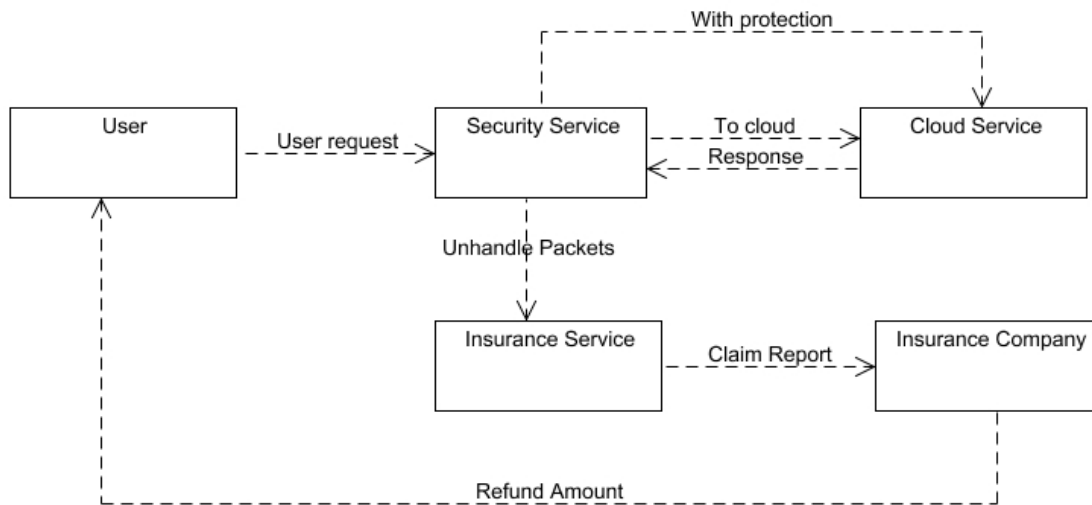 With protection
User
Security Service
Cloud Service
User request
To cloud
Response
Unhandle Packets
Insurance Service
Insurance Company
Claim Report
Refund Amount